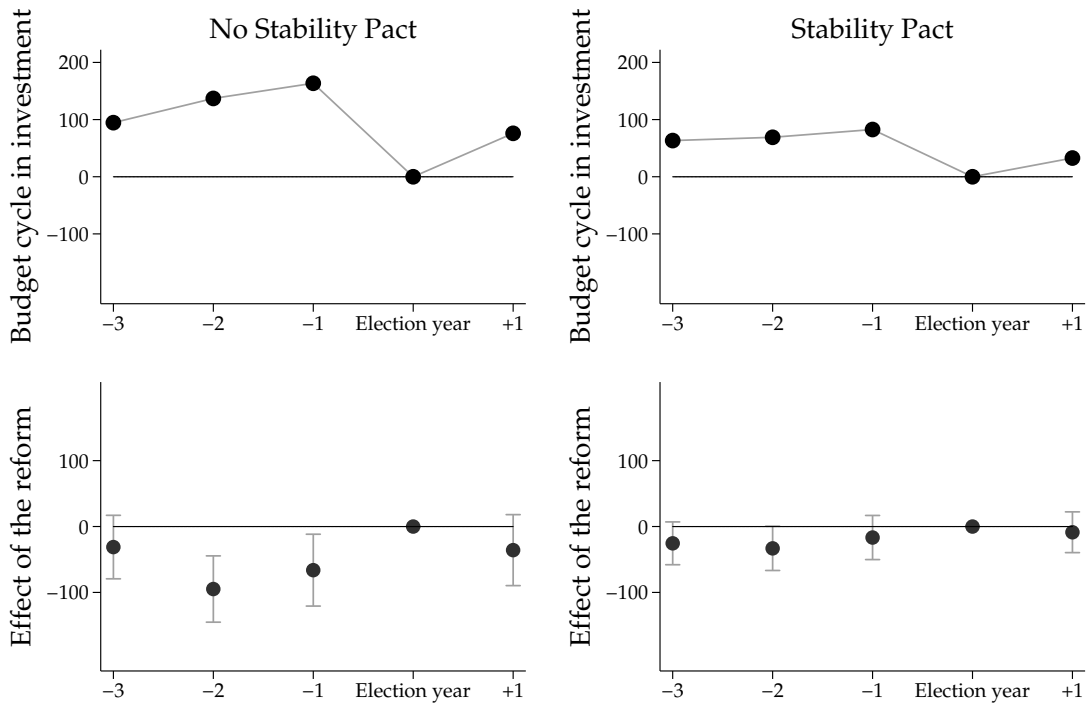 No Stability Pact
Budget cycle in investment
200
100
0
−100
−3 −2 −1 Election year +1
Stability Pact
Budget cycle in investment
200
100
0
−100
−3 −2 −1 Election year +1
Effect of the reform
100
0
−100
−3 −2 −1 Election year +1
Effect of the reform
100
0
−100
−3 −2 −1 Election year +1